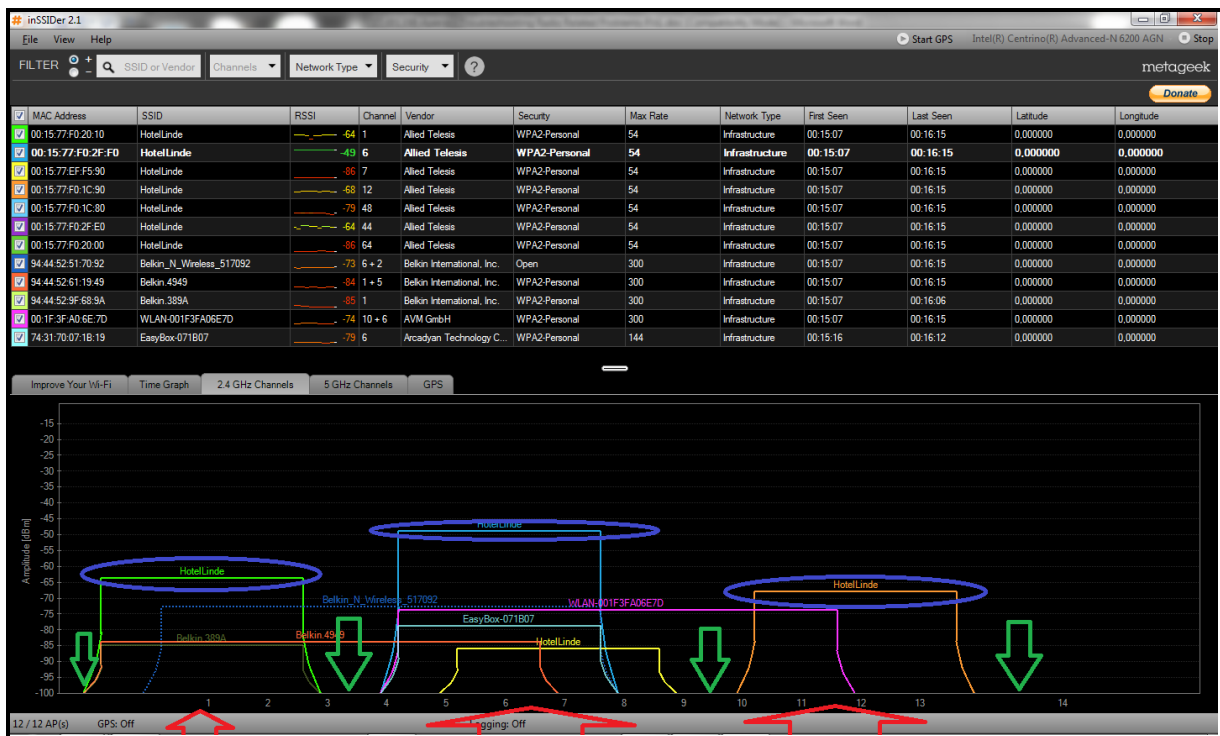 inSSIDer 2.1
File View Help Start GPS Intel(R) Centrino(R) Advanced-N 6200 AGN Stop
FILTER + - SSID or Vendor Channels Network Type Security ? metageek
Donate
MAC Address SSID RSSI Channel Vendor Security Max Rate Network Type First Seen Last Seen Latitude Longitude
00:15:77:F0:20:10 HotelLinde -64 1 Allied Telesis WPA2-Personal 54 Infrastructure 00:15:07 00:16:15 0,000000 0,000000
00:15:77:F0:2F:F0 HotelLinde -49 6 Allied Telesis WPA2-Personal 54 Infrastructure 00:15:07 00:16:15 0,000000 0,000000
00:15:77:EF:F5:90 HotelLinde -86 7 Allied Telesis WPA2-Personal 54 Infrastructure 00:15:07 00:16:15 0,000000 0,000000
00:15:77:F0:1C:90 HotelLinde -68 12 Allied Telesis WPA2-Personal 54 Infrastructure 00:15:07 00:16:15 0,000000 0,000000
00:15:77:F0:1C:80 HotelLinde -79 48 Allied Telesis WPA2-Personal 54 Infrastructure 00:15:07 00:16:15 0,000000 0,000000
00:15:77:F0:2F:E0 HotelLinde -64 44 Allied Telesis WPA2-Personal 54 Infrastructure 00:15:07 00:16:15 0,000000 0,000000
00:15:77:F0:20:00 HotelLinde -86 64 Allied Telesis WPA2-Personal 54 Infrastructure 00:15:07 00:16:15 0,000000 0,000000
94:44:52:51:70:92 Belkin_N_Wireless_517092 -73 6 + 2 Belkin International, Inc. Open 300 Infrastructure 00:15:07 00:16:15 0,000000 0,000000
94:44:52:61:19:49 Belkin.4949 -84 1 + 5 Belkin International, Inc. WPA2-Personal 300 Infrastructure 00:15:07 00:16:15 0,000000 0,000000
94:44:52:9F:68:9A Belkin.389A -85 1 Belkin International, Inc. WPA2-Personal 300 Infrastructure 00:15:07 00:16:06 0,000000 0,000000
00:1F:3F:A0:6E:7D WLAN-001F3FA06E7D -74 10 + 6 AVM GmbH WPA2-Personal 300 Infrastructure 00:15:07 00:16:15 0,000000 0,000000
74:31:70:07:1B:19 EasyBox-071B07 -79 6 Arcadyan Technology C... WPA2-Personal 144 Infrastructure 00:15:16 00:16:12 0,000000 0,000000
Improve Your Wi-Fi Time Graph 2.4 GHz Channels 5 GHz Channels GPS
-15
-20
-25
-30
-35
-40
-45
HotelLinde
-50
-55
-60
HotelLinde
-65
HotelLinde
-70
Belkin_N_Wireless_517092 WLAN-001F3FA06E7D
-75
EasyBox-071B07
-80
Belkin.389A Belkin.4949 HotelLinde
-85
-90
-95
-100
Amplitude [dBm]
1 2 3 4 5 6 7 8 9 10 11 12 13 14
12 / 12 AP(s) GPS: Off Logging: Off